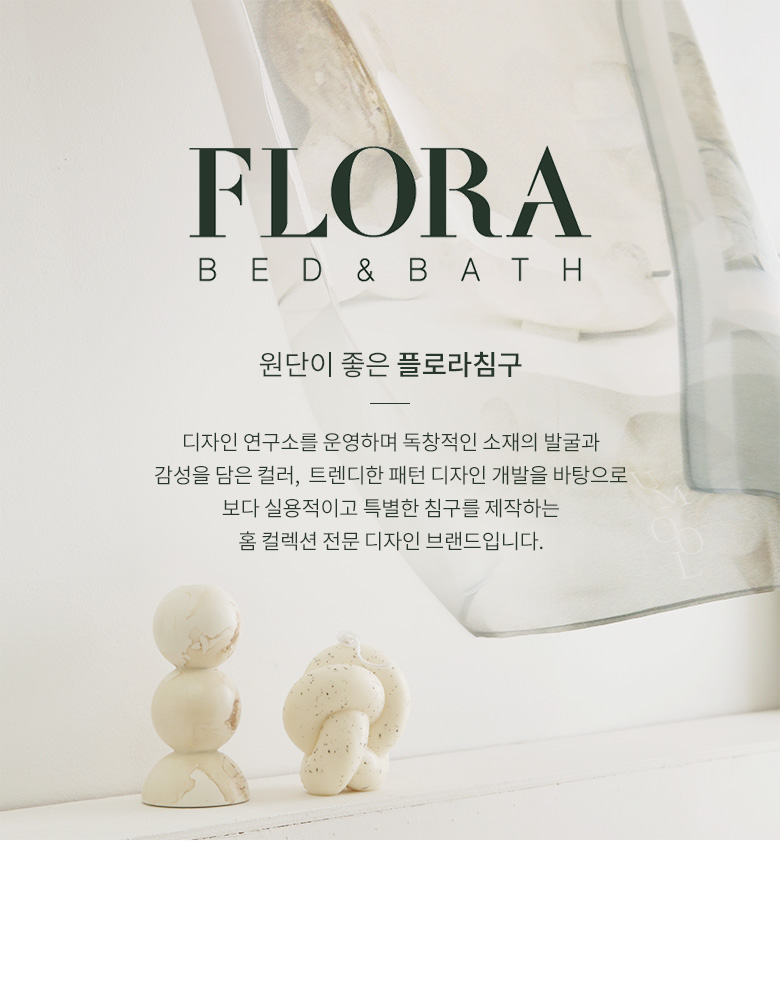 FLORA
BED&BATH
원단이 좋은 플로라침구
디자인 연구소를 운영하며 독창적인 소재의 발굴과
감성을 담은 컬러, 트렌디한 패턴 디자인 개발을 바탕으로
보다 실용적이고 특별한 침구를 제작하는
홈 컬렉션 전문 디자인 브랜드입니다.